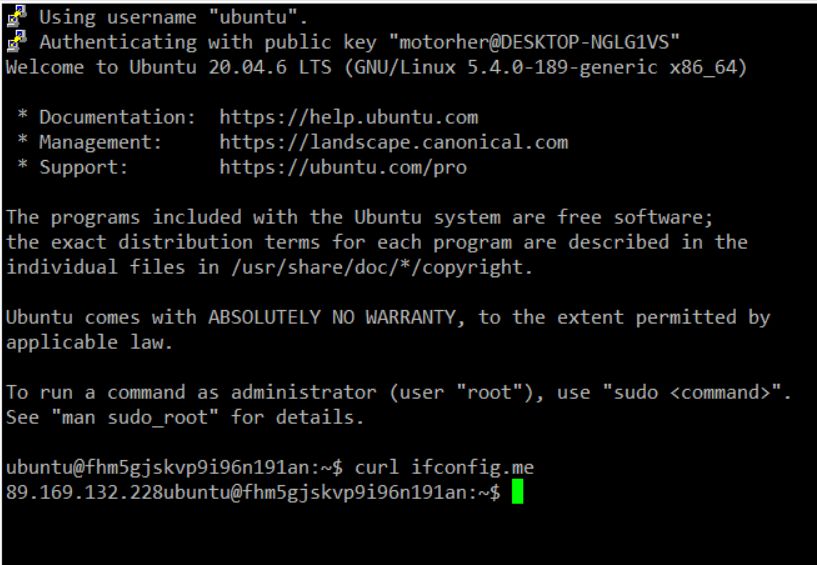 Using username "ubuntu".
Authenticating with public key "motorher@DESKTOP-NGLG1VS"
Welcome to Ubuntu 20.04.6 LTS (GNU/Linux 5.4.0-189-generic x86_64)

 * Documentation:  https://help.ubuntu.com
 * Management:     https://landscape.canonical.com
 * Support:        https://ubuntu.com/pro

The programs included with the Ubuntu system are free software;
the exact distribution terms for each program are described in the
individual files in /usr/share/doc/*/copyright.

Ubuntu comes with ABSOLUTELY NO WARRANTY, to the extent permitted by
applicable law.

To run a command as administrator (user "root"), use "sudo <command>".
See "man sudo_root" for details.

ubuntu@fhm5gjskvp9i96n191an:~$ curl ifconfig.me
89.169.132.228ubuntu@fhm5gjskvp9i96n191an:~$